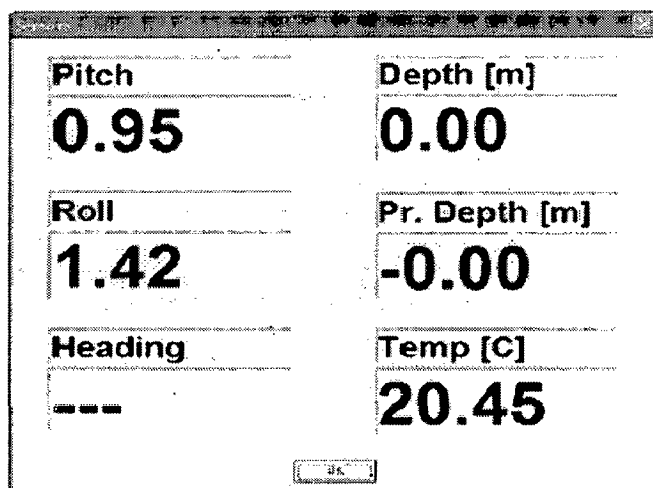 Pitch
0.95
Depth [m]
0.00
Roll
1.42
Pr. Depth [m]
-0.00
Heading
---
Temp [C]
20.45